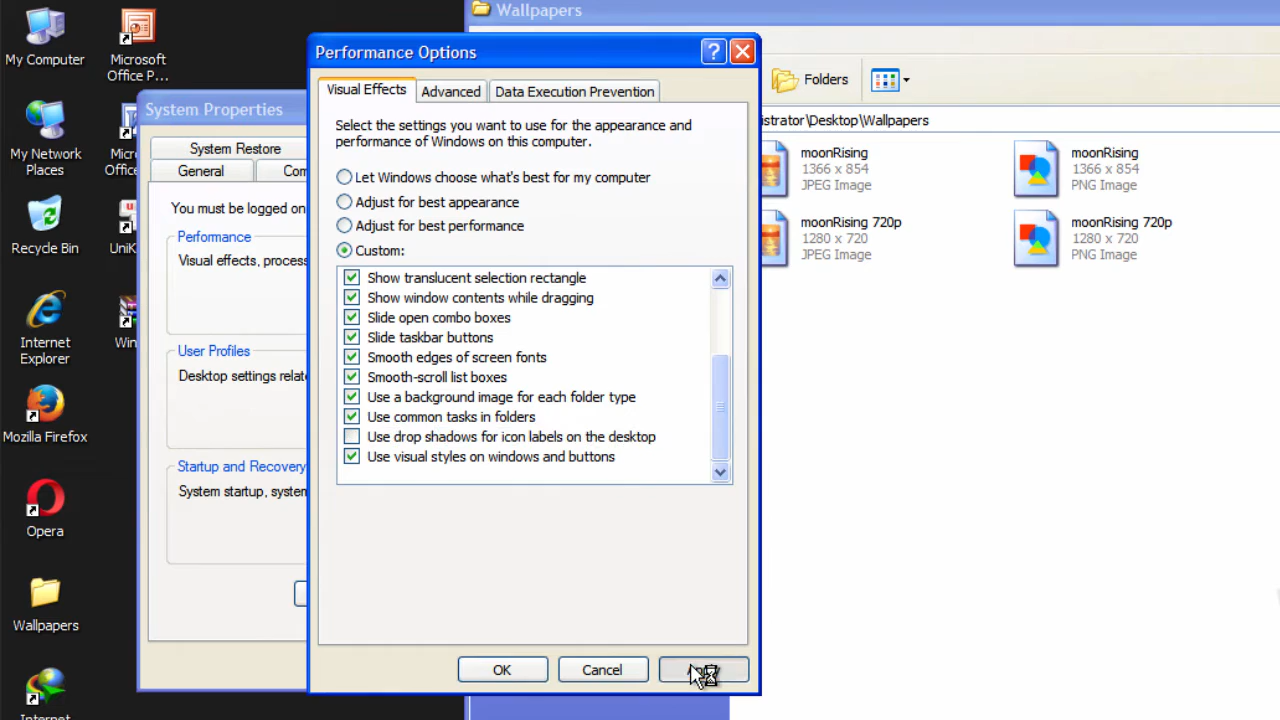 My Computer
Microsoft
Office P...
My Network
Places
Micr
Office
Recycle Bin
UniK
Internet
Explorer
Win
Mozilla Firefox
Opera
Wallpapers
Internet
System Properties
System Restore
General
Com
You must be logged on
Performance
Visual effects, proces
User Profiles
Desktop settings relate
Startup and Recovery
System startup, system
Performance Options
Visual Effects
Advanced
Data Execution Prevention
Select the settings you want to use for the appearance and
performance of Windows on this computer.
Let Windows choose what's best for my computer
Adjust for best appearance
Adjust for best performance
Custom:
Show translucent selection rectangle
Show window contents while dragging
Slide open combo boxes
Slide taskbar buttons
Smooth edges of screen fonts
Smooth-scroll list boxes
Use a background image for each folder type
Use common tasks in folders
Use drop shadows for icon labels on the desktop
Use visual styles on windows and buttons
OK
Cancel
Wallpapers
Folders
istrator\Desktop\Wallpapers
moonRising
1366 x 854
JPEG Image
moonRising
1366 x 854
PNG Image
moonRising 720p
1280 x 720
JPEG Image
moonRising 720p
1280 x 720
PNG Image